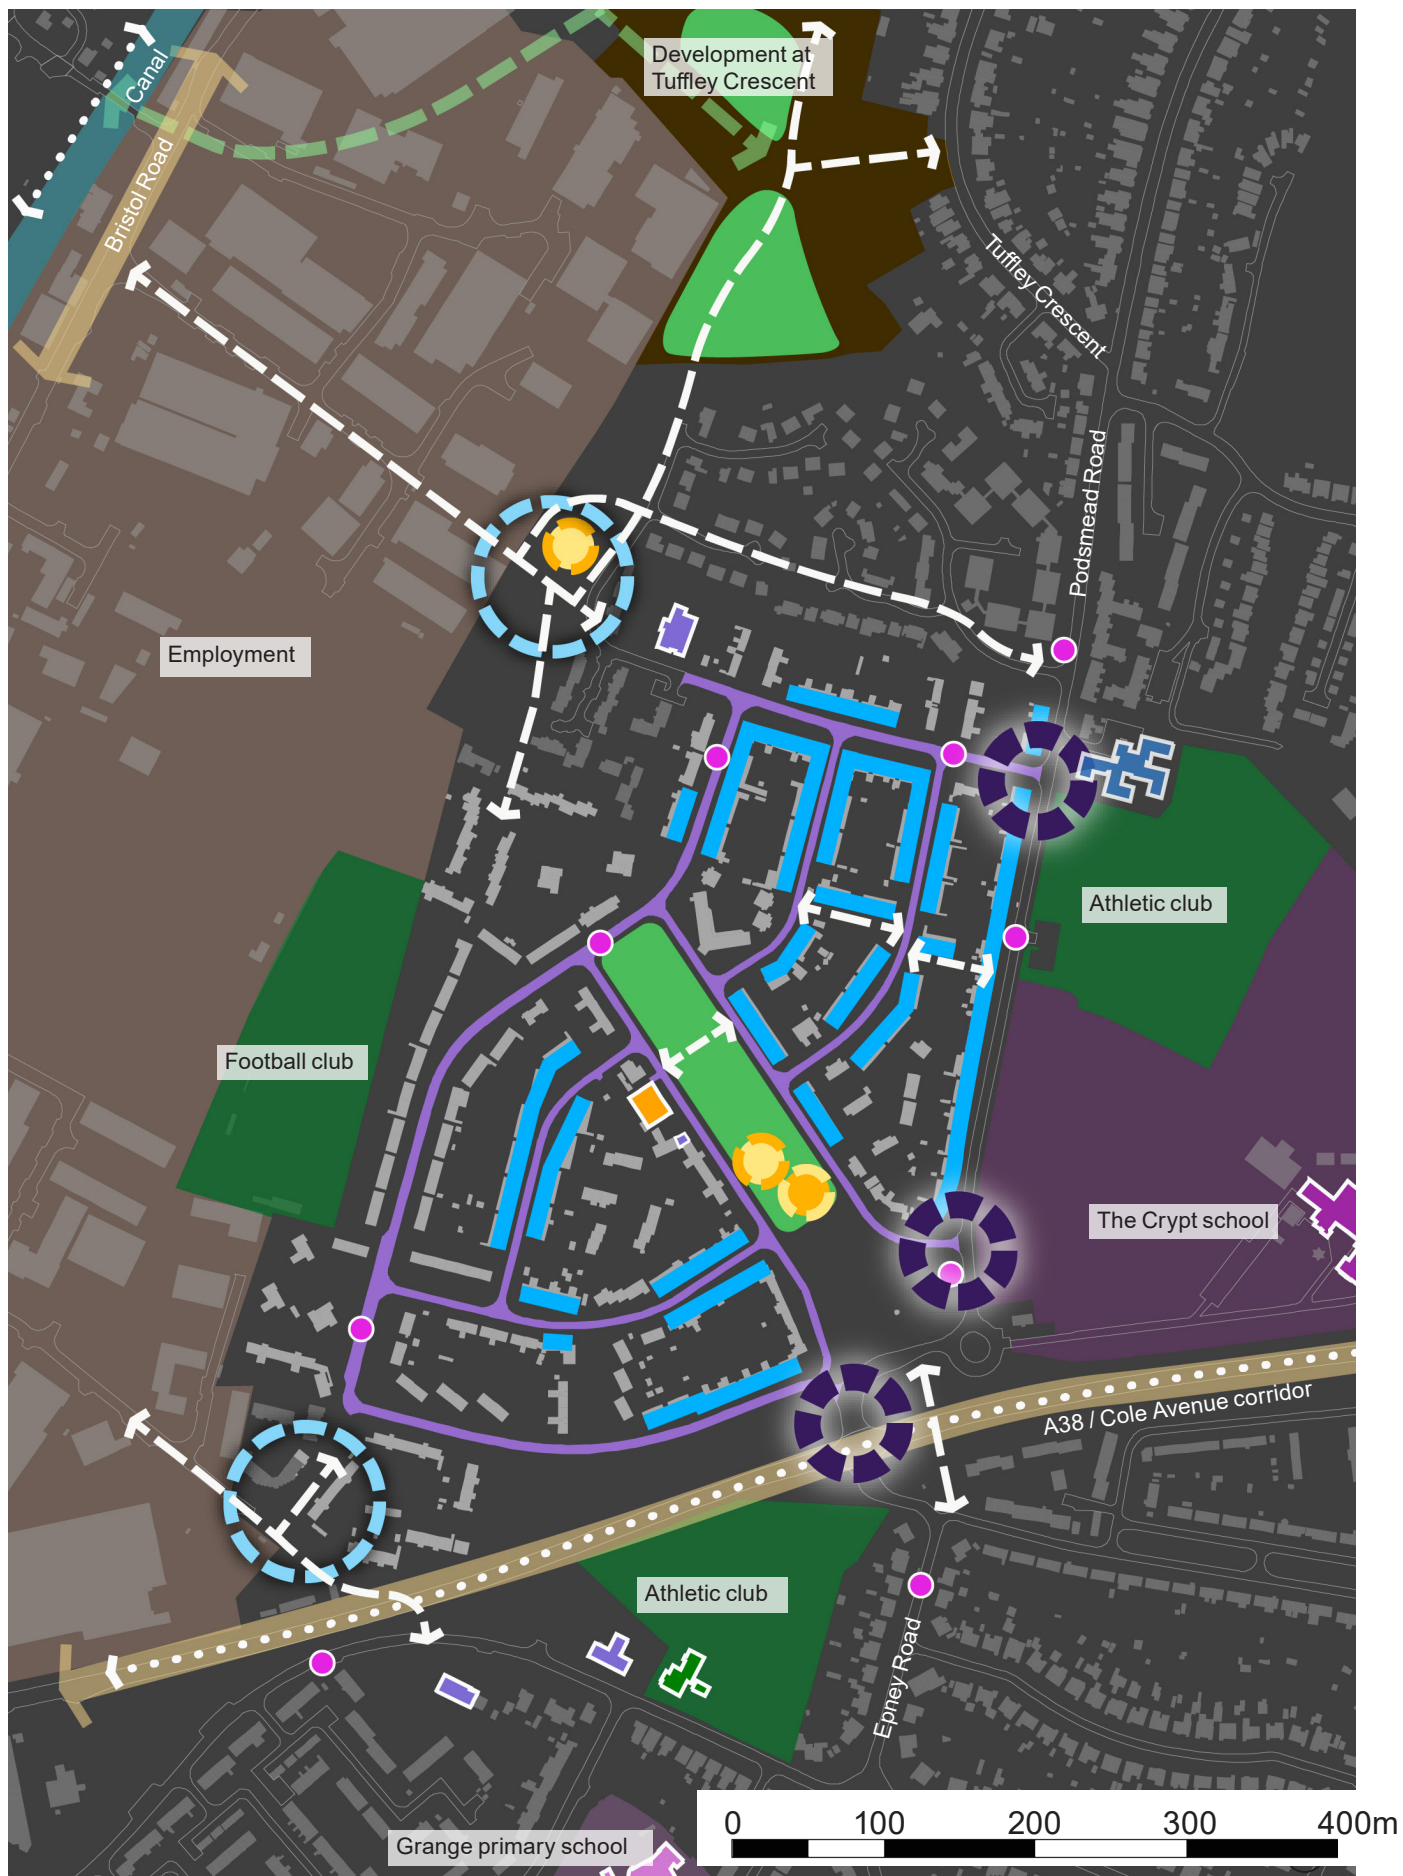 Development at
Tuffley Crescent
Canal
Bristol Road
Tuffley Crescent
Podsmead Road
Employment
Athletic club
Football club
The Crypt school
A38 / Cole Avenue corridor
Athletic club
Epney Road
Grange primary school
0 100 200 300 400m